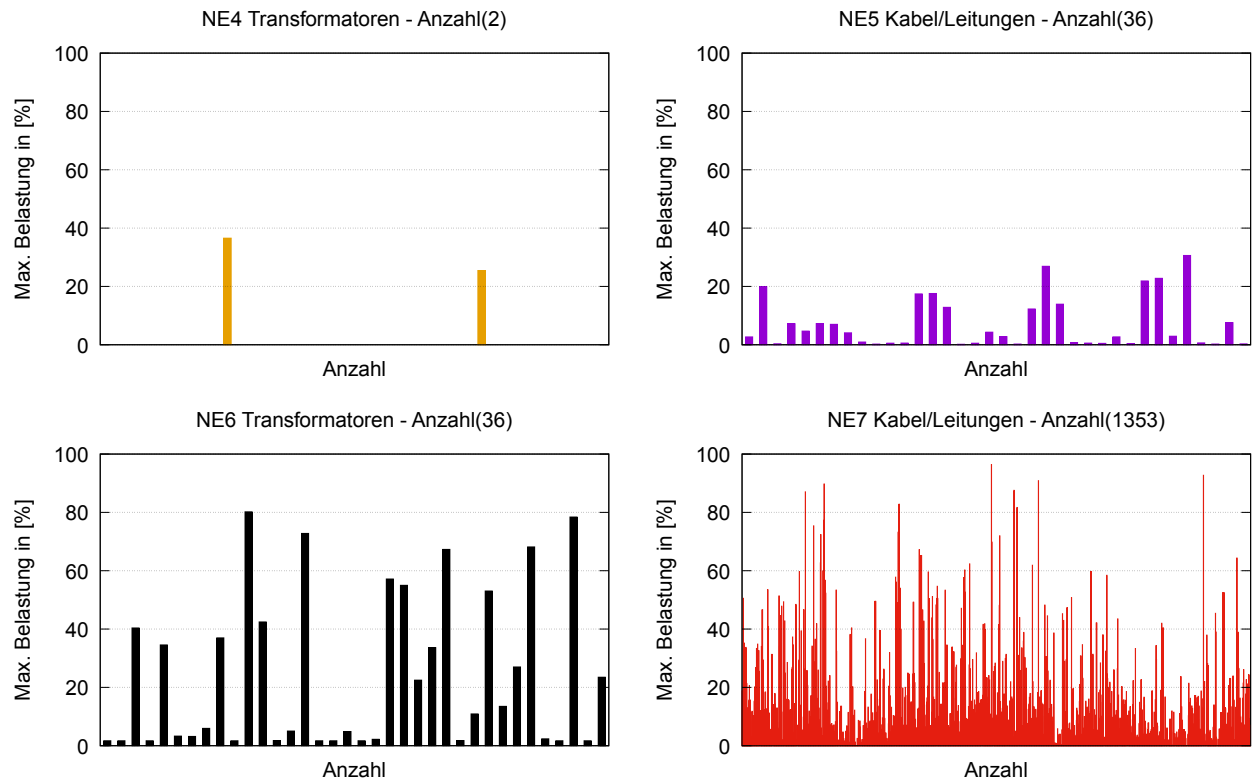 NE4 Transformatoren - Anzahl(2)
Max. Belastung in [%]
100
80
60
40
20
0
Anzahl
NE5 Kabel/Leitungen - Anzahl(36)
Max. Belastung in [%]
100
80
60
40
20
0
Anzahl
NE6 Transformatoren - Anzahl(36)
Max. Belastung in [%]
100
80
60
40
20
0
Anzahl
NE7 Kabel/Leitungen - Anzahl(1353)
Max. Belastung in [%]
100
80
60
40
20
0
Anzahl